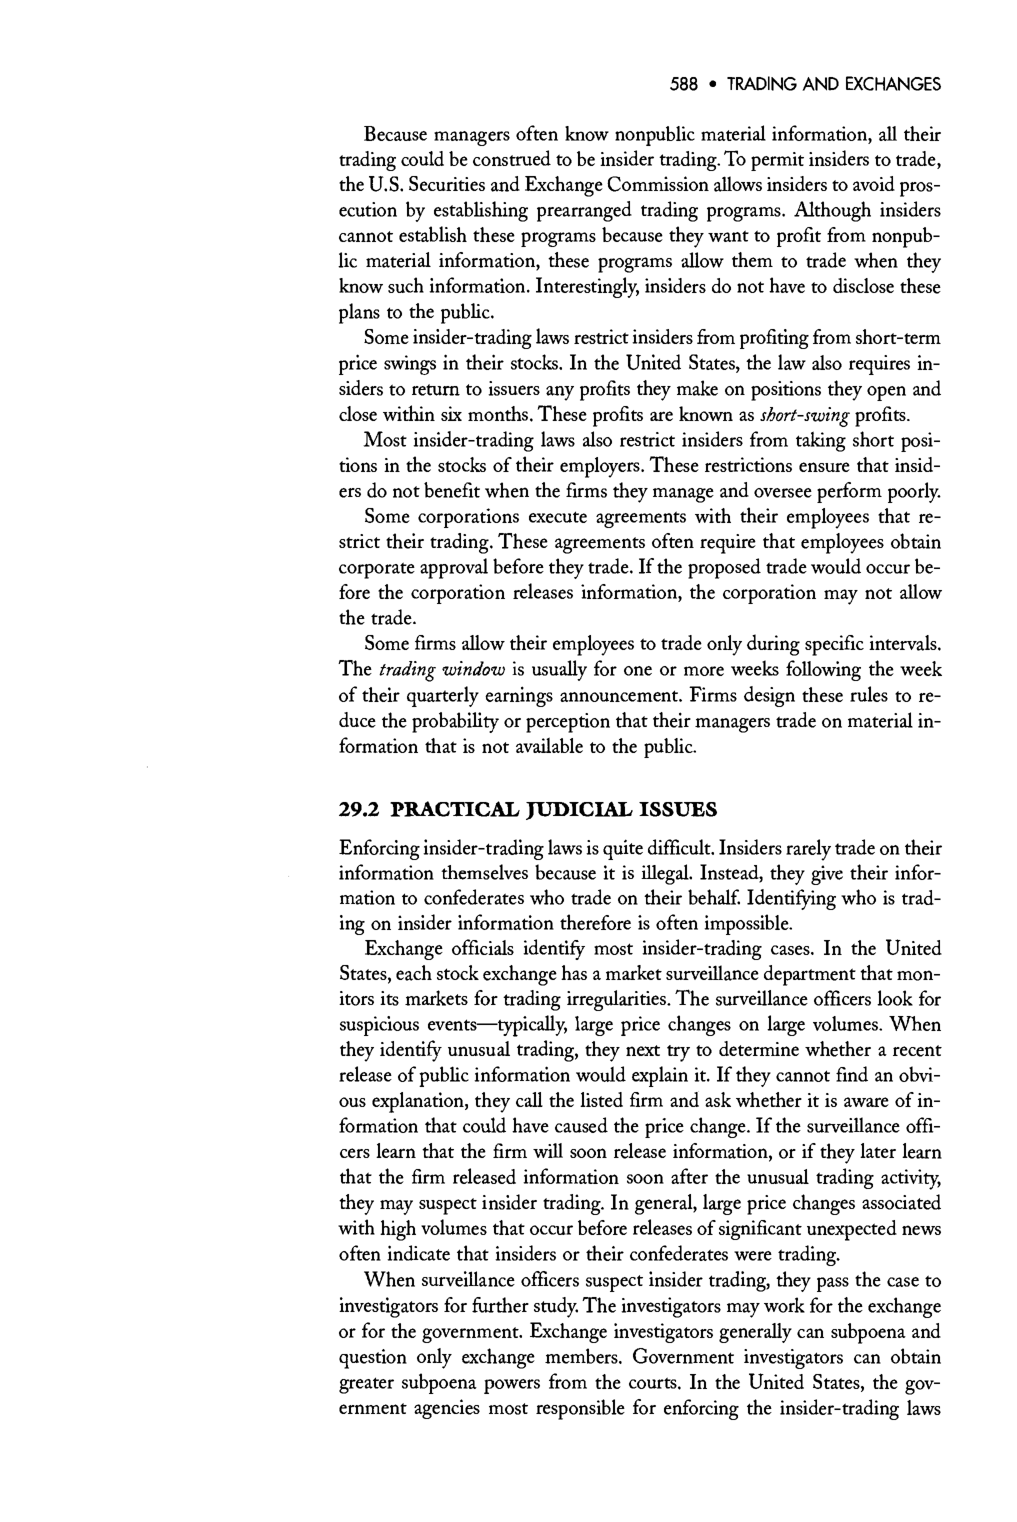 588 • TRADING AND EXCHANGES
Because managers often know nonpublic material information, all their
trading could be construed to be insider trading. To permit insiders to trade,
the U.S. Securities and Exchange Commission allows insiders to avoid pros-
ecution by establishing prearranged trading programs. Although insiders
cannot establish these programs because they want to profit from nonpub-
lic material information, these programs allow them to trade when they
know such information. Interestingly, insiders do not have to disclose these
plans to the public.
Some insider-trading laws restrict insiders from profiting from short-term
price swings in their stocks. In the United States, the law also requires in-
siders to return to issuers any profits they make on positions they open and
close within six months. These profits are known as short-swing profits.
Most insider-trading laws also restrict insiders from taking short posi-
tions in the stocks of their employers. These restrictions ensure that insid-
ers do not benefit when the firms they manage and oversee perform poorly.
Some corporations execute agreements with their employees that re-
strict their trading. These agreements often require that employees obtain
corporate approval before they trade. If the proposed trade would occur be-
fore the corporation releases information, the corporation may not allow
the trade.
Some firms allow their employees to trade only during specific intervals.
The trading window is usually for one or more weeks following the week
of their quarterly earnings announcement. Firms design these rules to re-
duce the probability or perception that their managers trade on material in-
formation that is not available to the public.
29.2 PRACTICAL JUDICIAL ISSUES
Enforcing insider-trading laws is quite difficult. Insiders rarely trade on their
information themselves because it is illegal. Instead, they give their infor-
mation to confederates who trade on their behalf. Identifying who is trad-
ing on insider information therefore is often impossible.
Exchange officials identify most insider-trading cases. In the United
States, each stock exchange has a market surveillance department that mon-
itors its markets for trading irregularities. The surveillance officers look for
suspicious events—typically, large price changes on large volumes. When
they identify unusual trading, they next try to determine whether a recent
release of public information would explain it. If they cannot find an obvi-
ous explanation, they call the listed firm and ask whether it is aware of in-
formation that could have caused the price change. If the surveillance offi-
cers learn that the firm will soon release information, or if they later learn
that the firm released information soon after the unusual trading activity,
they may suspect insider trading. In general, large price changes associated
with high volumes that occur before releases of significant unexpected news
often indicate that insiders or their confederates were trading.
When surveillance officers suspect insider trading, they pass the case to
investigators for further study. The investigators may work for the exchange
or for the government. Exchange investigators generally can subpoena and
question only exchange members. Government investigators can obtain
greater subpoena powers from the courts. In the United States, the gov-
ernment agencies most responsible for enforcing the insider-trading laws